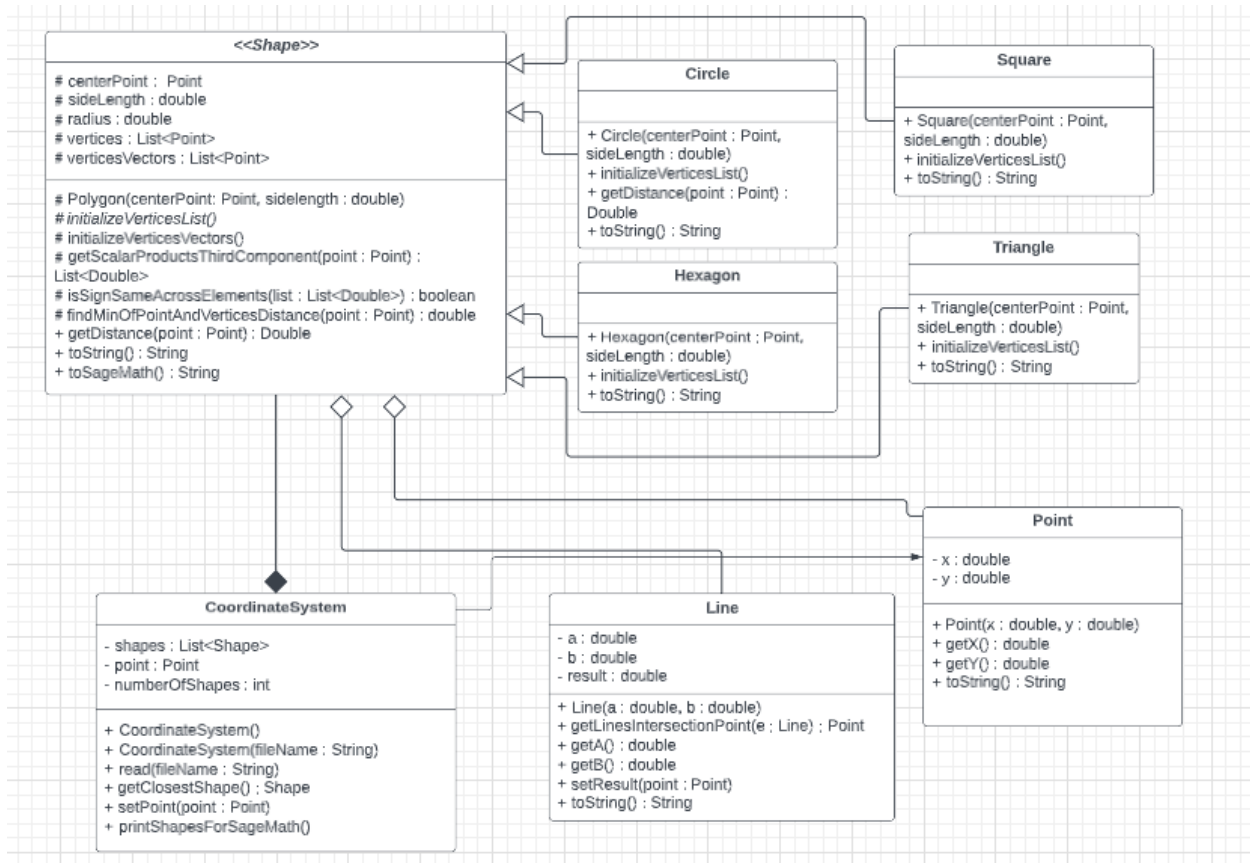 <<Shape>>
# centerPoint : Point
# sideLength : double
# radius : double
# vertices : List<Point>
# verticesVectors : List<Point>
# Polygon(centerPoint: Point, sidelength : double)
# initializeVerticesList()
# initializeVerticesVectors()
# getScalarProductsThirdComponent(point : Point) :
List<Double>
# isSignSameAcrossElements(list : List<Double>) : boolean
# findMinOfPointAndVerticesDistance(point : Point) : double
+ getDistance(point : Point) : Double
+ toString() : String
+ toSageMath() : String
Circle
+ Circle(centerPoint : Point,
sideLength : double)
+ initializeVerticesList()
+ getDistance(point : Point) :
Double
+ toString() : String
Square
+ Square(centerPoint : Point,
sideLength : double)
+ initializeVerticesList()
+ toString() : String
Hexagon
+ Hexagon(centerPoint : Point,
sideLength : double)
+ initializeVerticesList()
+ toString() : String
Triangle
+ Triangle(centerPoint : Point,
sideLength : double)
+ initializeVerticesList()
+ toString() : String
Point
- x : double
- y : double
+ Point(x : double, y : double)
+ getX() : double
+ getY() : double
+ toString() : String
CoordinateSystem
- shapes : List<Shape>
- point : Point
- numberOfShapes : int
+ CoordinateSystem()
+ CoordinateSystem(fileName : String)
+ read(fileName : String)
+ getClosestShape() : Shape
+ setPoint(point : Point)
+ printShapesForSageMath()
Line
- a : double
- b : double
- result : double
+ Line(a : double, b : double)
+ getLinesIntersectionPoint(e : Line) : Point
+ getA() : double
+ getB() : double
+ setResult(point : Point)
+ toString() : String